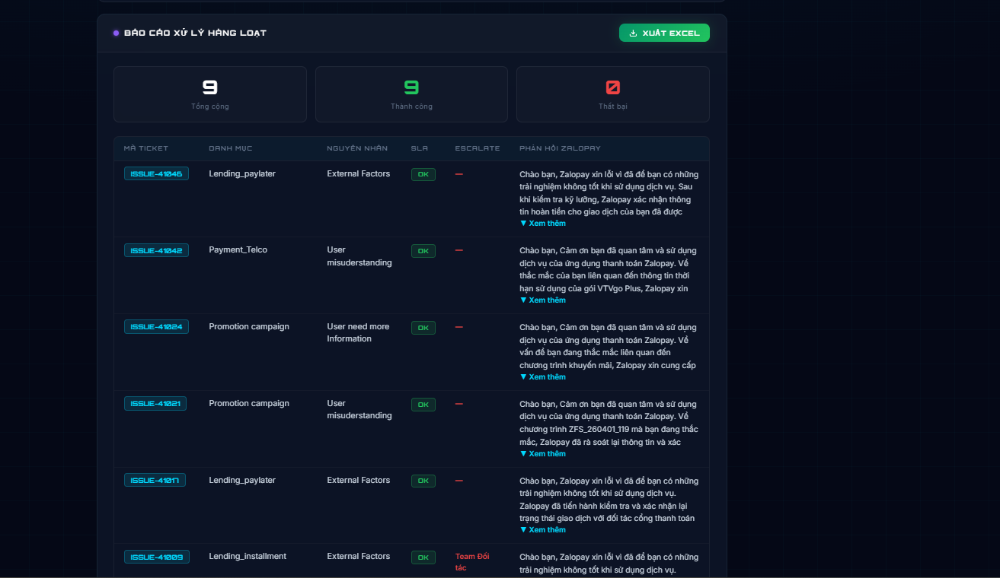 BÁO CÁO XỬ LÝ HÀNG LOẠT
XUẤT EXCEL
9
Tổng cộng
9
Thành công
0
Thất bại
MÃ TICKET DANH MỤC NGUYÊN NHÂN SLA ESCALATE PHẢN HỒI ZALOPAY
ISSUE-41046 Lending_paylater External Factors OK — Chào bạn, Zalopay xin lỗi vì đã để bạn có những
trải nghiệm không tốt khi sử dụng dịch vụ. Sau
khi kiểm tra kỹ lưỡng, Zalopay xác nhận thông
tin hoàn tiền cho giao dịch của bạn đã được
▼ Xem thêm
ISSUE-41042 Payment_Telco User OK — Chào bạn, Cảm ơn bạn đã quan tâm và sử dụng
misunderstanding dịch vụ của ứng dụng thanh toán Zalopay. Về
thắc mắc của bạn liên quan đến thông tin thời
hạn sử dụng của gói VTVgo Plus, Zalopay xin
▼ Xem thêm
ISSUE-41024 Promotion campaign User need more OK — Chào bạn, Cảm ơn bạn đã quan tâm và sử dụng
Information dịch vụ của ứng dụng thanh toán Zalopay. Về
vấn đề bạn đang thắc mắc liên quan đến
chương trình khuyến mãi, Zalopay xin cung cấp
▼ Xem thêm
ISSUE-41021 Promotion campaign User OK — Chào bạn, Cảm ơn bạn đã quan tâm và sử dụng
misunderstanding dịch vụ của ứng dụng thanh toán Zalopay. Về
chương trình ZFS_260401_119 mà bạn đang thắc
mắc, Zalopay đã rà soát lại thông tin và xác
▼ Xem thêm
ISSUE-41017 Lending_paylater External Factors OK — Chào bạn, Zalopay xin lỗi vì đã để bạn có những
trải nghiệm không tốt khi sử dụng dịch vụ.
Zalopay đã tiến hành kiểm tra và xác nhận lại
trạng thái giao dịch với đối tác cổng thanh toán
▼ Xem thêm
ISSUE-41009 Lending_installment External Factors OK Team Đối Chào bạn, Zalopay xin lỗi vì đã để bạn có những
tác trải nghiệm không tốt khi sử dụng dịch vụ.